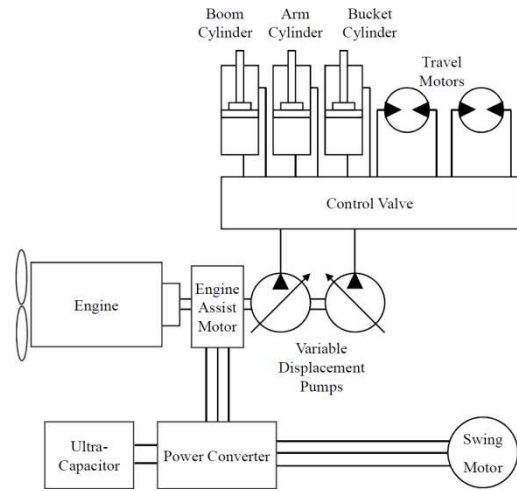 Boom
Cylinder
Arm
Cylinder
Bucket
Cylinder
Travel
Motors
Control Valve
Engine
Engine
Assist
Motor
Variable
Displacement
Pumps
Ultra-
Capacitor
Power Converter
Swing
Motor